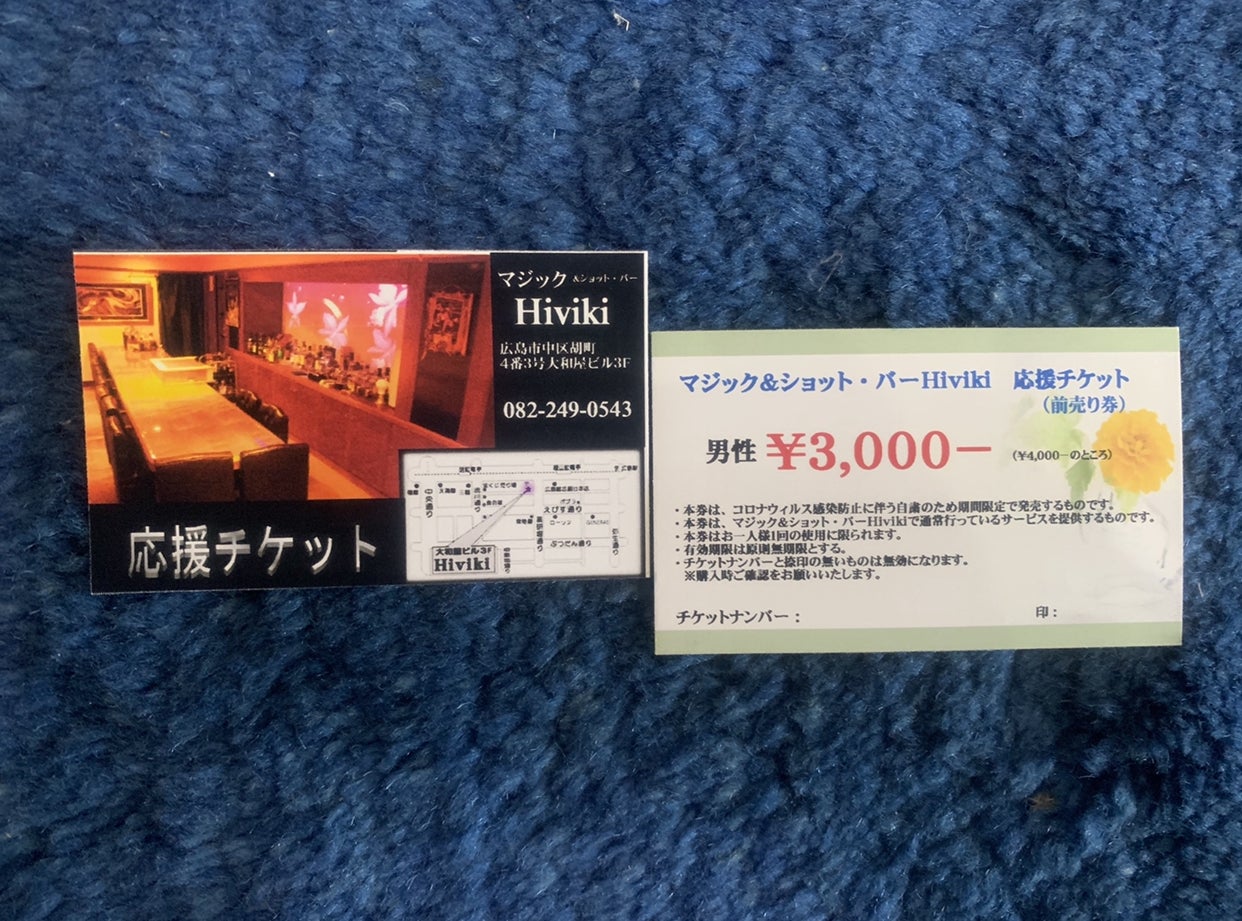 マジック &ショット・バー
Hiviki
広島市中区胡町
4番3号大和屋ビル3F
082-249-0543
応援チケット
中央通り
えびす通り
ぶつだん通り
大和屋ビル3F
Hiviki
マジック&ショット・バーHiviki 応援チケット
(前売り券)
男性 ¥3,000ー (¥4,000ーのところ)
・本券は、コロナウィルス感染防止に伴う自粛のため期間限定で発売するものです。
・本券は、マジック&ショット・バーHivikiで通常行っているサービスを提供するものです。
・本券はお一人様1回の使用に限られます。
・有効期限は原則無期限とする。
・チケットナンバーと捺印の無いものは無効になります。
※購入時ご確認をお願いいたします。
チケットナンバー: 印: